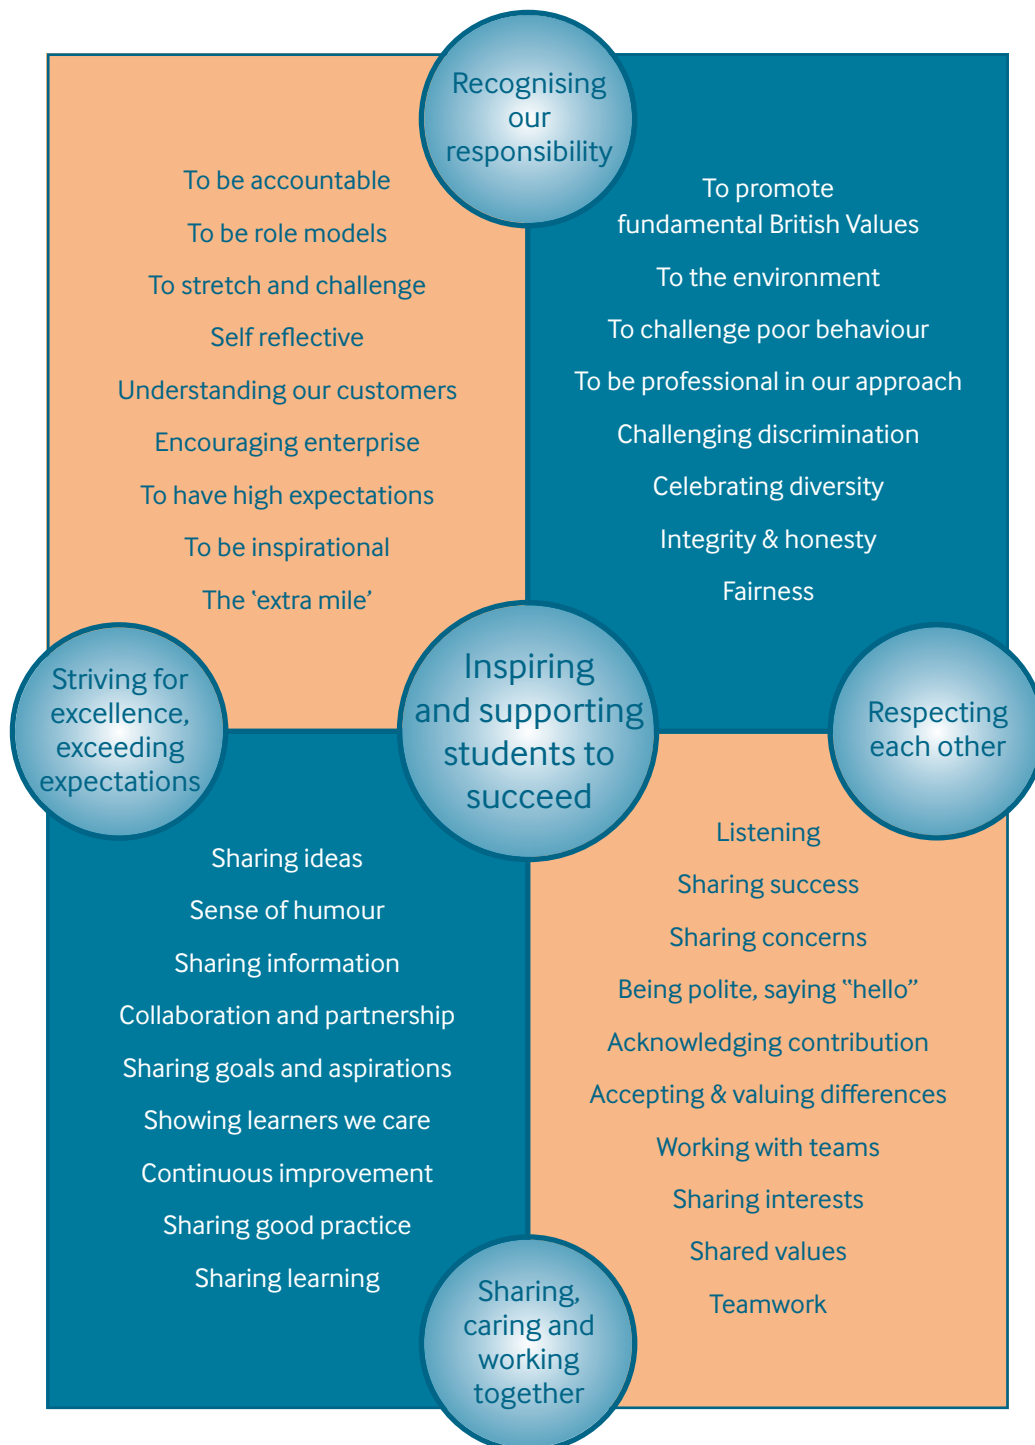 Recognising
our
responsibility
To be accountable
To be role models
To stretch and challenge
Self reflective
Understanding our customers
Encouraging enterprise
To have high expectations
To be inspirational
The ‘extra mile’
To promote
fundamental British Values
To the environment
To challenge poor behaviour
To be professional in our approach
Challenging discrimination
Celebrating diversity
Integrity & honesty
Fairness
Striving for
excellence,
exceeding
expectations
Inspiring
and supporting
students to
succeed
Respecting
each other
Sharing ideas
Sense of humour
Sharing information
Collaboration and partnership
Sharing goals and aspirations
Showing learners we care
Continuous improvement
Sharing good practice
Sharing learning
Listening
Sharing success
Sharing concerns
Being polite, saying “hello”
Acknowledging contribution
Accepting & valuing differences
Working with teams
Sharing interests
Shared values
Teamwork
Sharing,
caring and
working
together